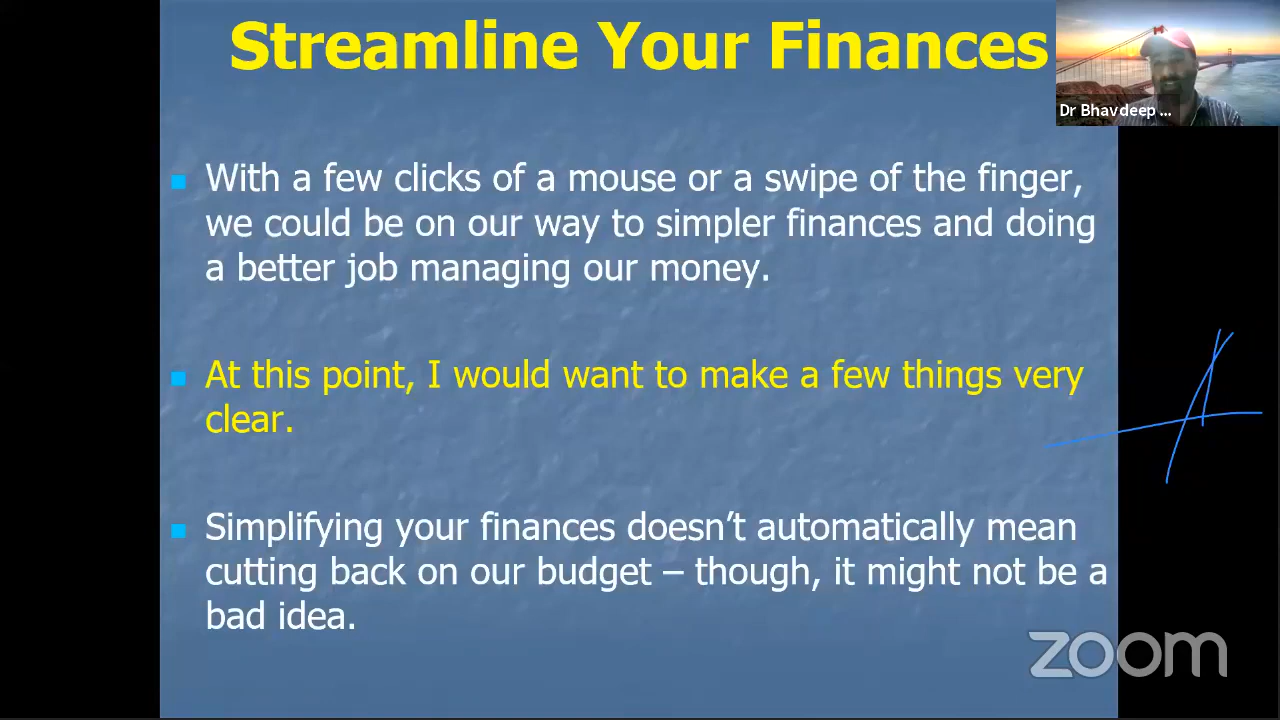 Streamline Your Finances
Dr Bhavdeep ...
With a few clicks of a mouse or a swipe of the finger,
we could be on our way to simpler finances and doing
a better job managing our money.
At this point, I would want to make a few things very
clear.
Simplifying your finances doesn’t automatically mean
cutting back on our budget – though, it might not be a
bad idea.
zoom